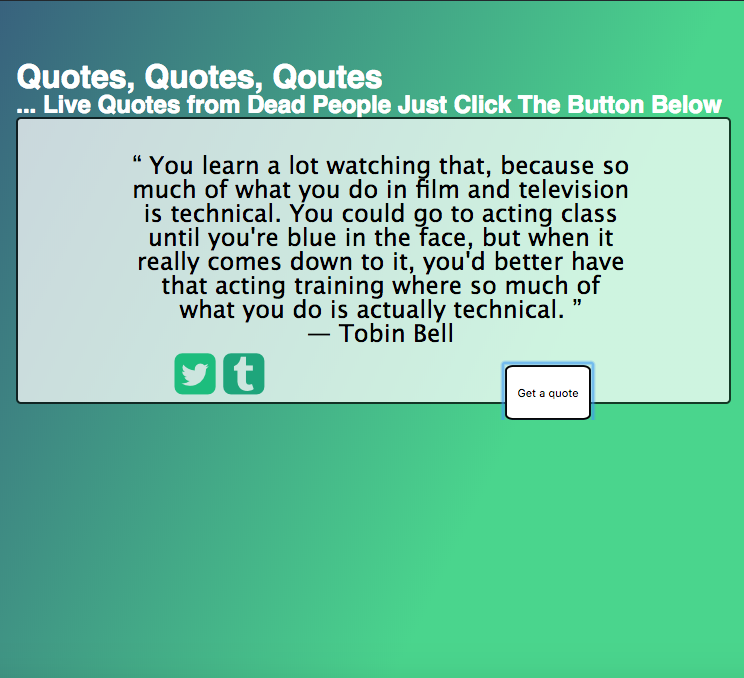 Quotes, Quotes, Qoutes
... Live Quotes from Dead People Just Click The Button Below
“ You learn a lot watching that, because so
much of what you do in film and television
is technical. You could go to acting class
until you're blue in the face, but when it
really comes down to it, you'd better have
that acting training where so much of
what you do is actually technical. ”
— Tobin Bell
t
Get a quote